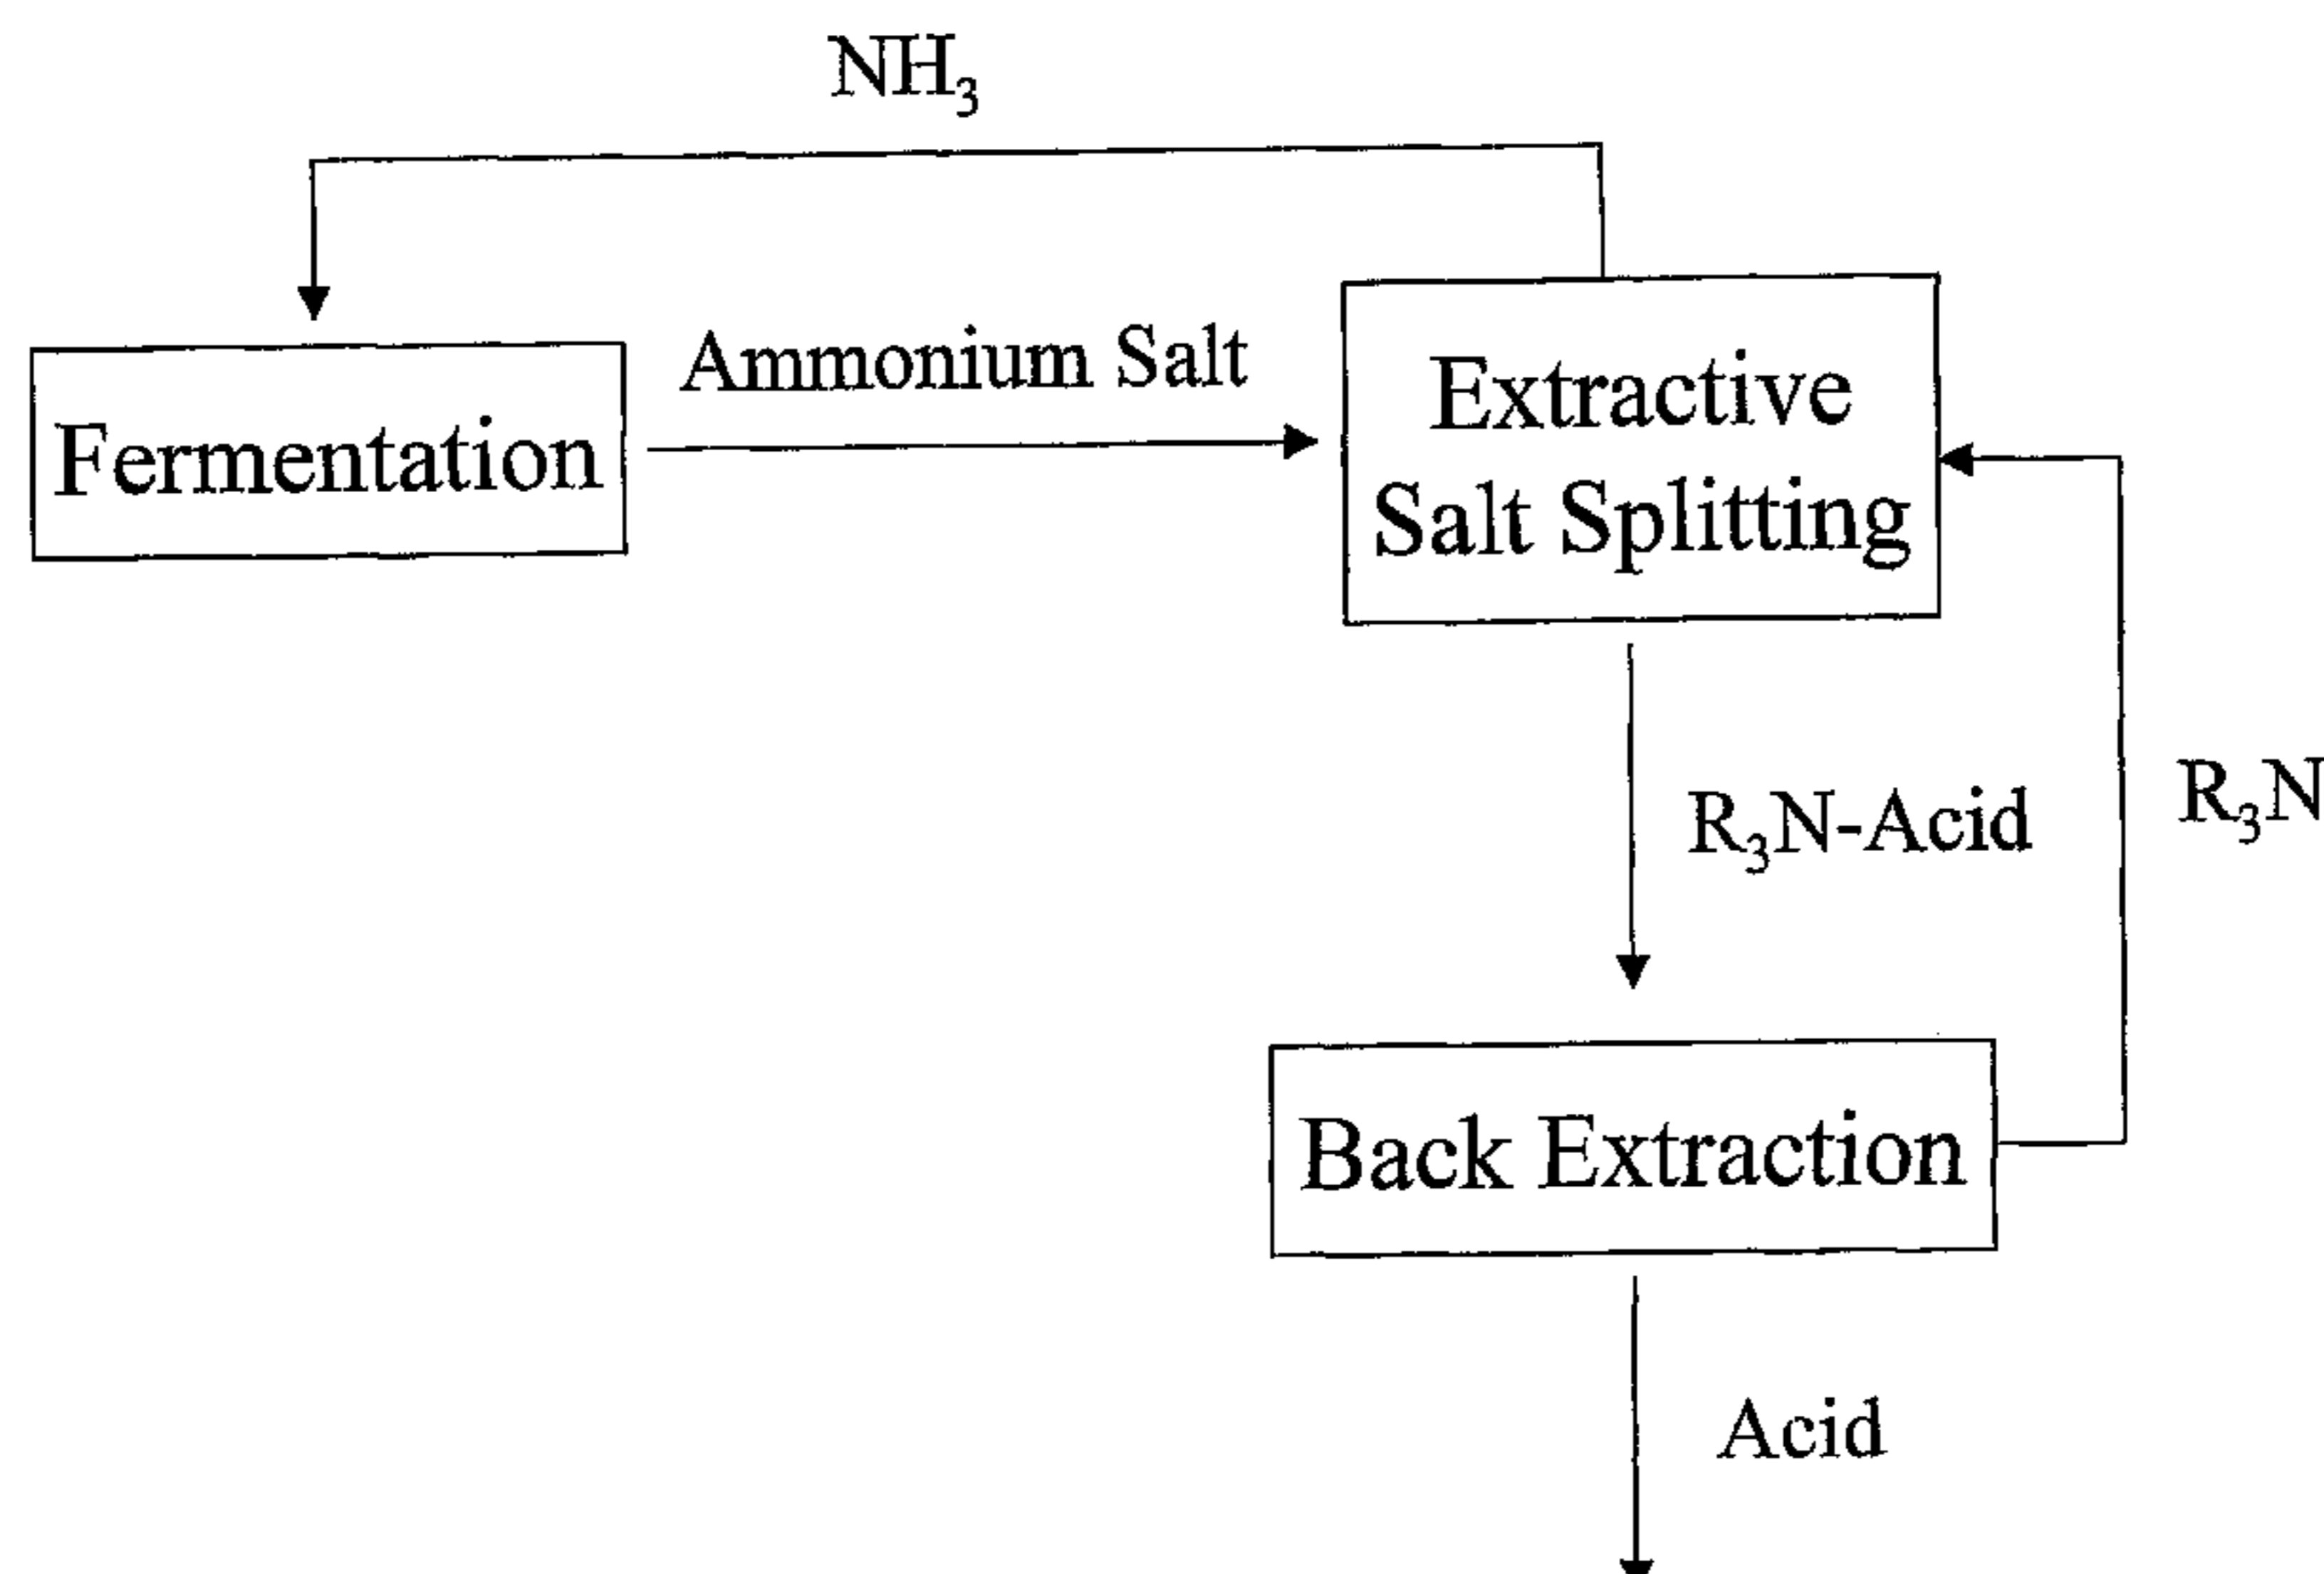 NH₃
Fermentation
Ammonium Salt
Extractive
Salt Splitting
R₃N-Acid
R₃N
Back Extraction
Acid